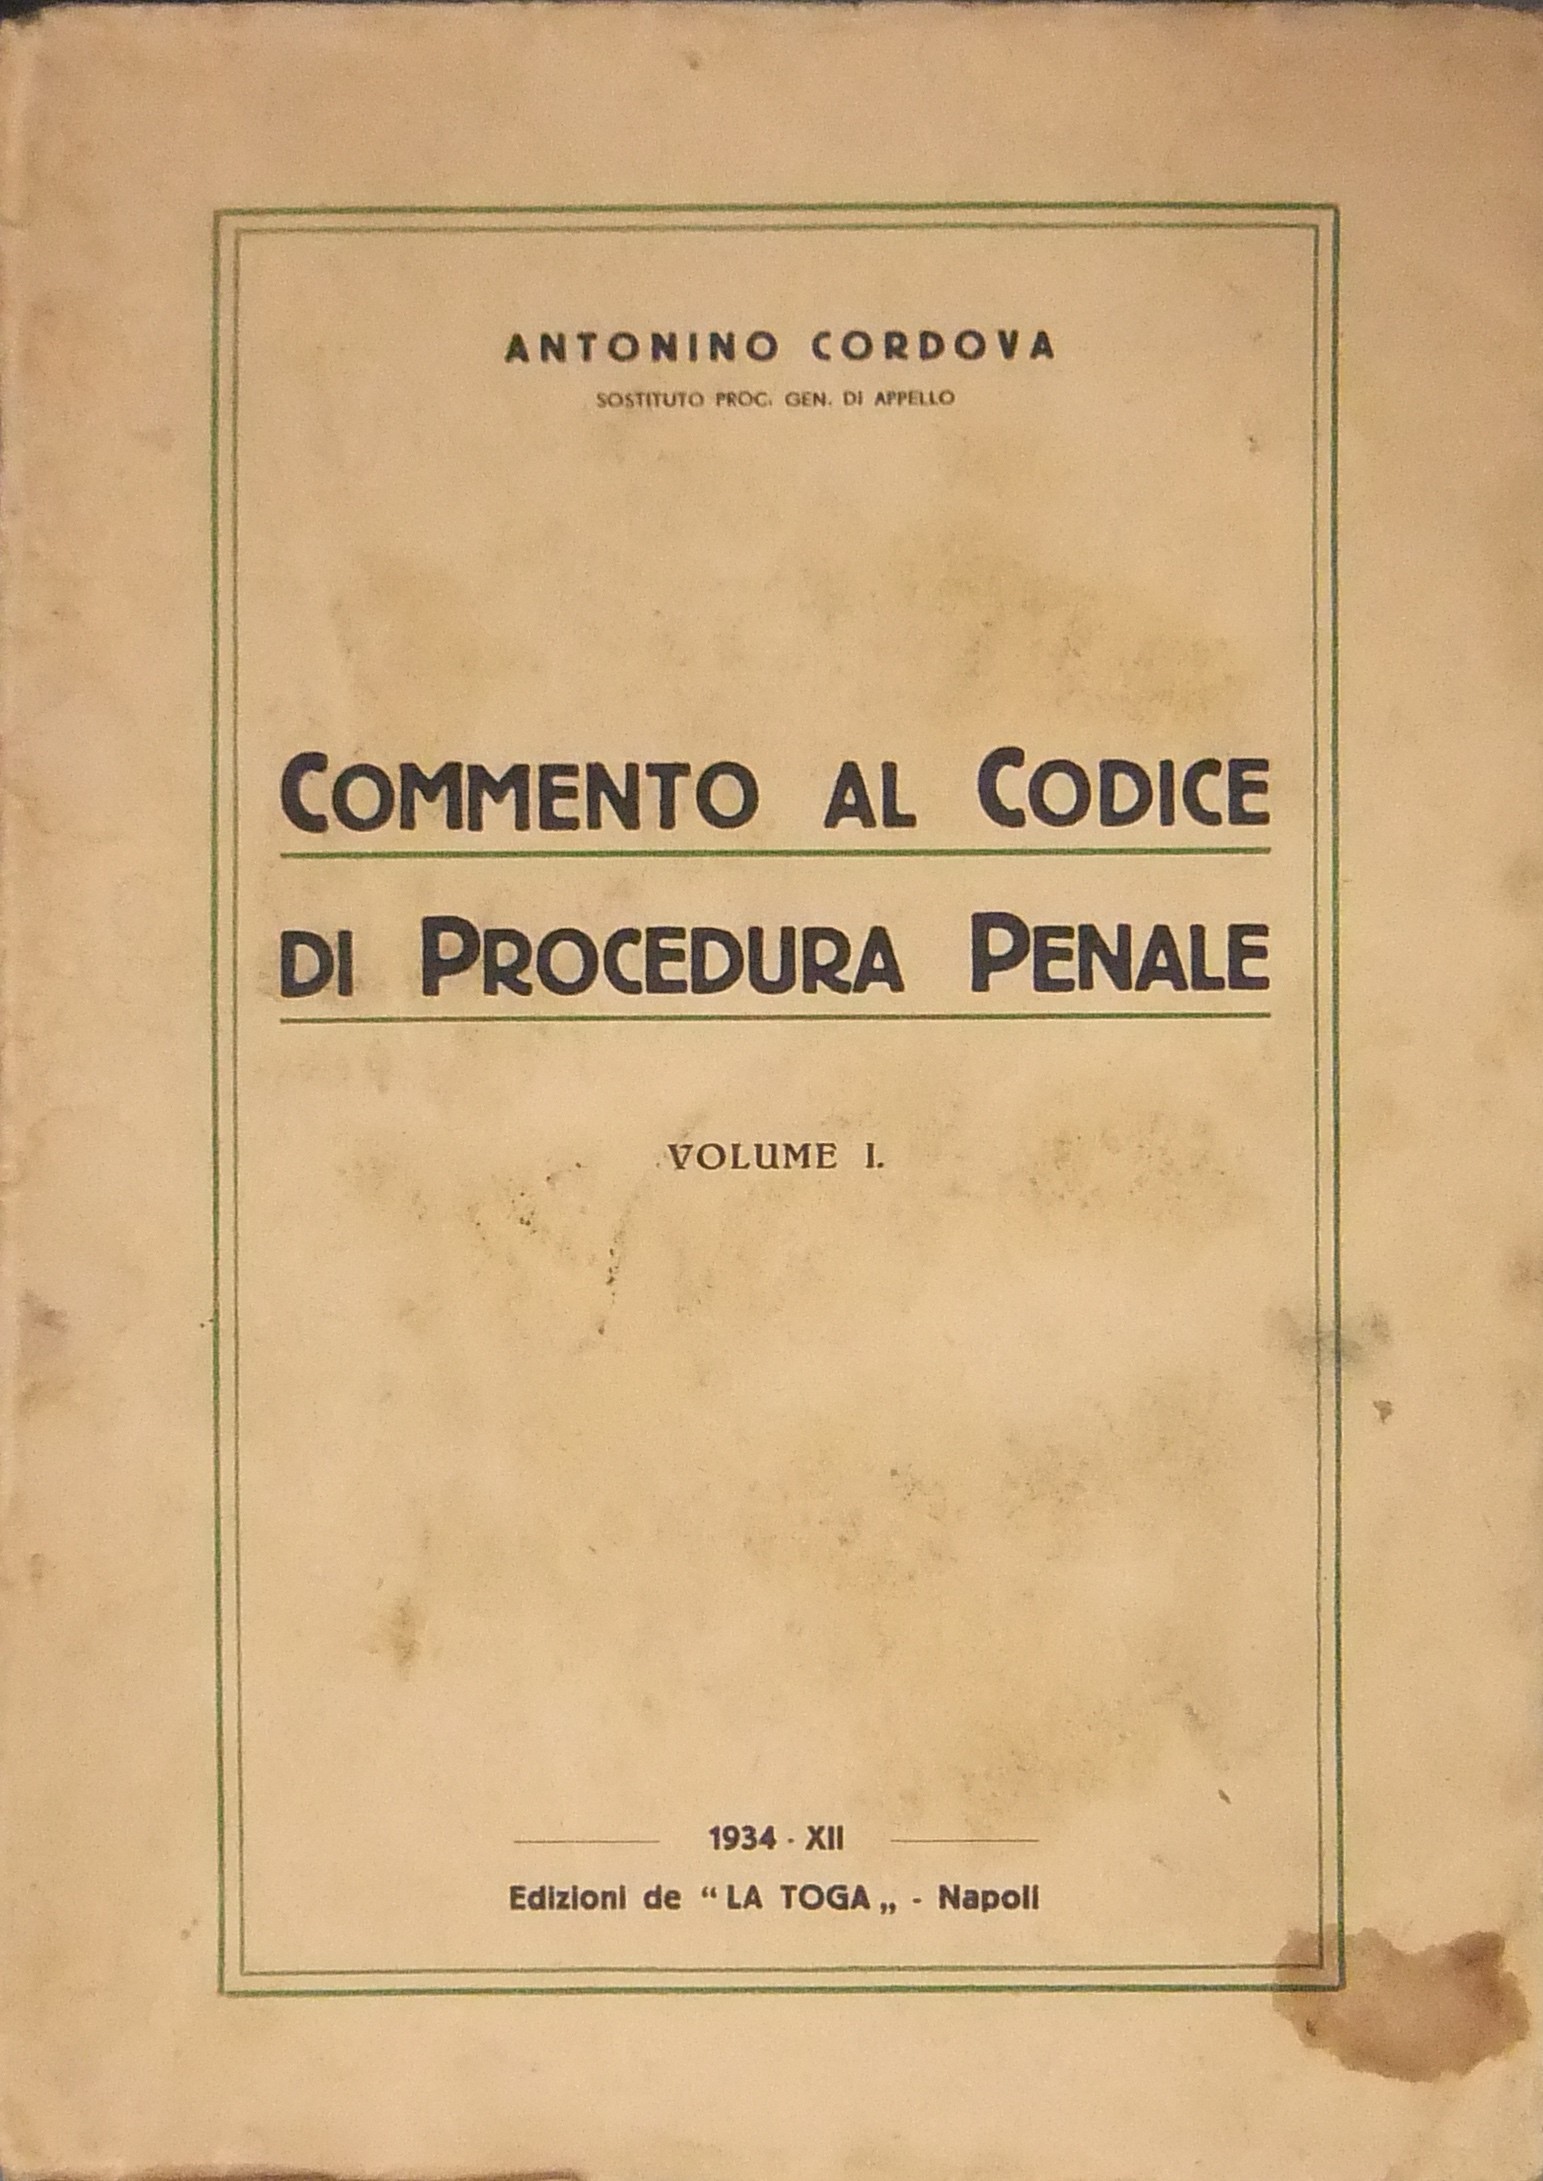 ANTONINO CORDOVA
SOSTITUTO PROC. GEN. DI APPELLO
COMMENTO AL CODICE
DI PROCEDURA PENALE
VOLUME I.
1934 - XII
Edizioni de “LA TOGA„ - Napoli